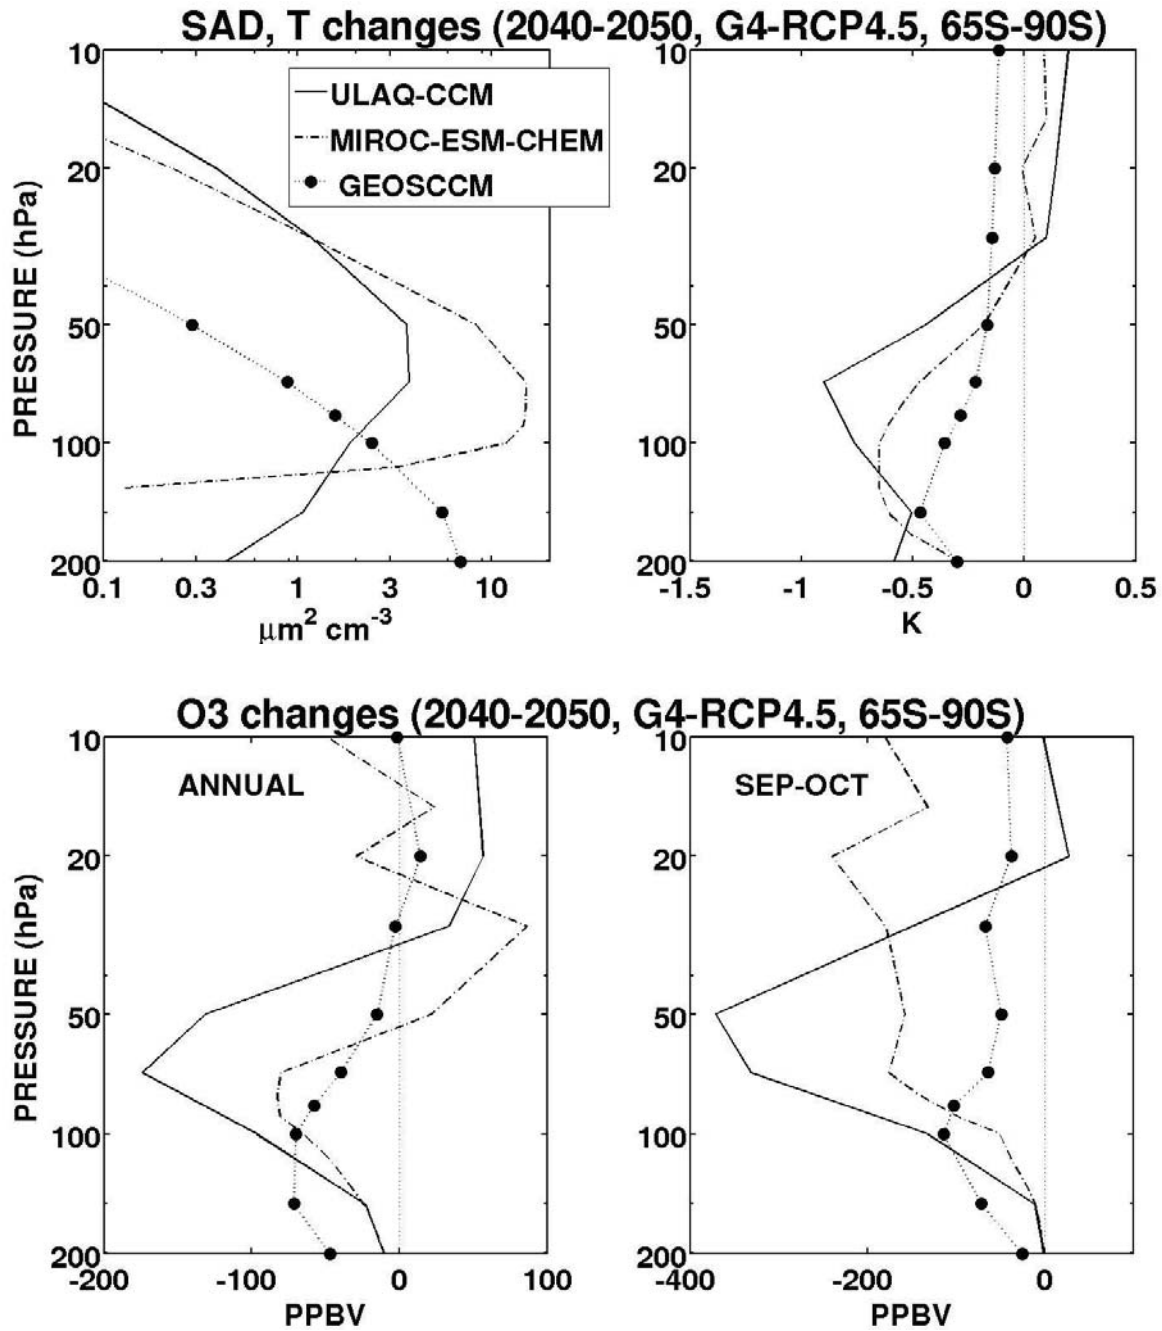 SAD, T changes (2040-2050, G4-RCP4.5, 65S-90S)
PRESSURE (hPa)
10
20
50
100
200
ULAQ-CCM
MIROC-ESM-CHEM
GEOSCCM
0.1 0.3 1 3 10
μm² cm⁻³
10
20
50
100
200
-1.5 -1 -0.5 0 0.5
K
O3 changes (2040-2050, G4-RCP4.5, 65S-90S)
PRESSURE (hPa)
10
20
50
100
200
ANNUAL
-200 -100 0 100
PPBV
10
20
50
100
200
SEP-OCT
-400 -200 0
PPBV